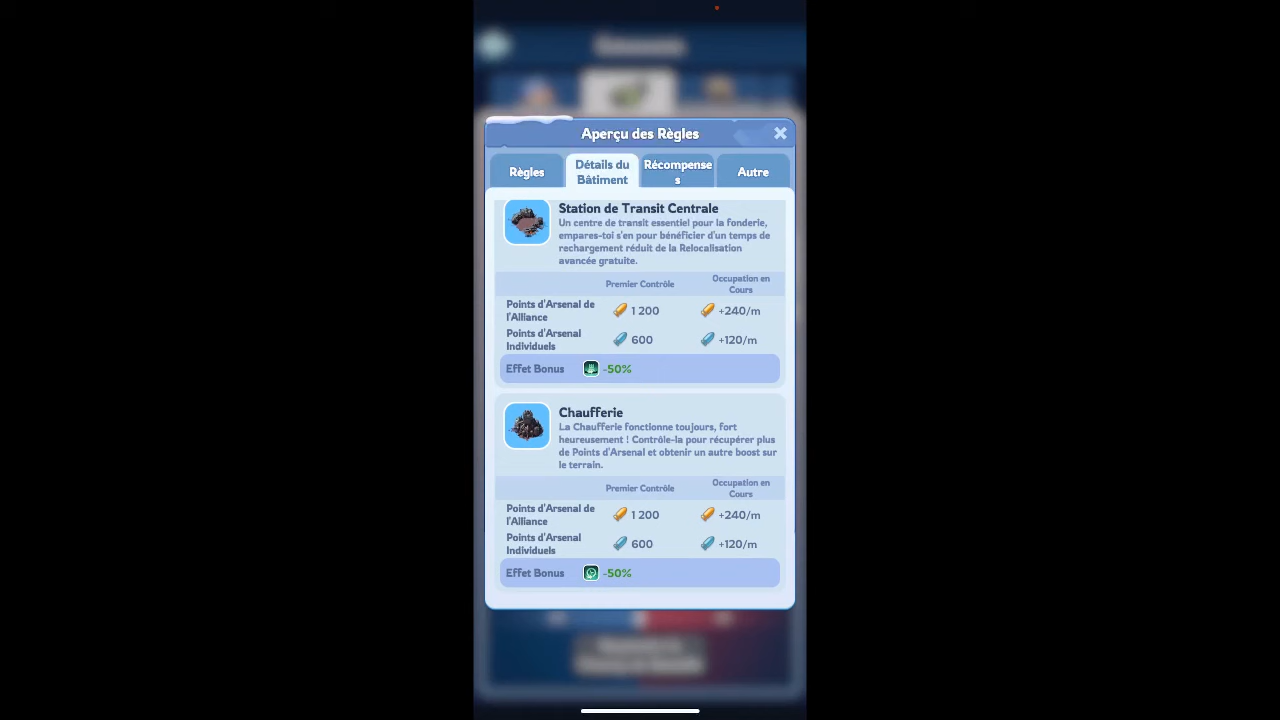 Aperçu des Règles
Règles
Détails du
Bâtiment
Récompense
s
Autre
Station de Transit Centrale
Un centre de transit essentiel pour la fonderie,
empares-toi s'en pour bénéficier d'un temps de
rechargement réduit de la Relocalisation
avancée gratuite.
Premier Contrôle
Occupation en
Cours
Points d'Arsenal de
l'Alliance
1 200
+240/m
Points d'Arsenal
Individuels
600
+120/m
Effet Bonus
-50%
Chaufferie
La Chaufferie fonctionne toujours, fort
heureusement ! Contrôle-la pour récupérer plus
de Points d'Arsenal et obtenir un autre boost sur
le terrain.
Premier Contrôle
Occupation en
Cours
Points d'Arsenal de
l'Alliance
1 200
+240/m
Points d'Arsenal
Individuels
600
+120/m
Effet Bonus
-50%